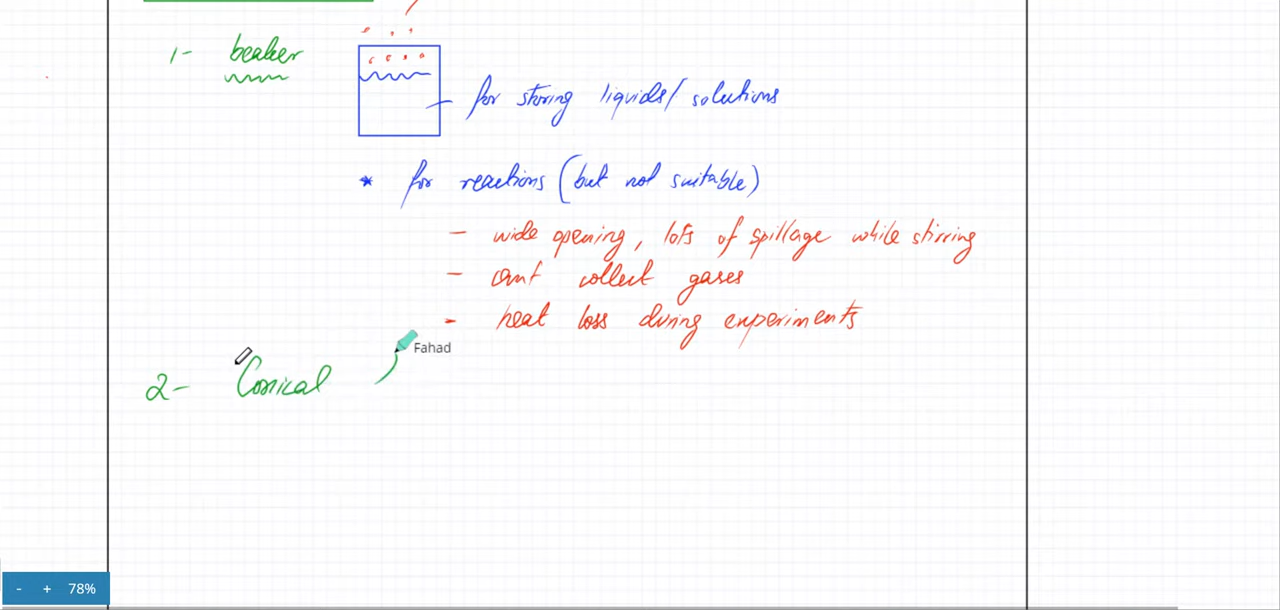 1- beaker
for storing liquids/ solutions
* for reactions (but not suitable)
- wide opening, lots of spillage while stirring
- cant collect gases
- heat loss during experiments
Fahad
2- Conical
- + 78%